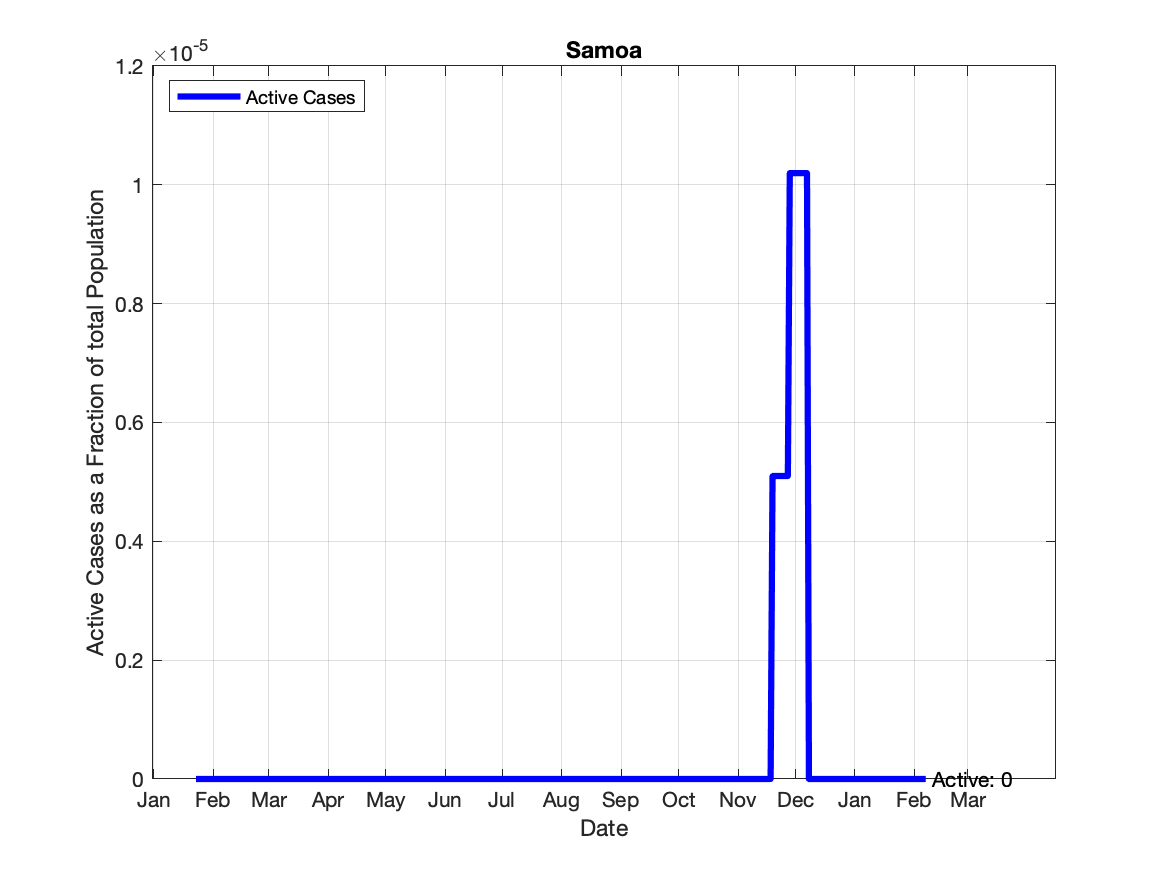 Samoa
×10-5
1.2
1
0.8
0.6
0.4
0.2
0
Active Cases
Active Cases as a Fraction of total Population
Active: 0
Jan Feb Mar Apr May Jun Jul Aug Sep Oct Nov Dec Jan Feb Mar
Date